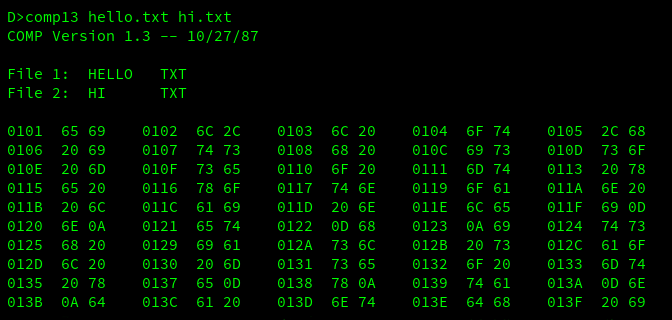 D>comp13 hello.txt hi.txt
COMP Version 1.3 -- 10/27/87
File 1:  HELLO   TXT
File 2:  HI      TXT
0101  65 69    0102  6C 2C    0103  6C 20    0104  6F 74    0105  2C 68
0106  20 69    0107  74 73    0108  68 20    010C  69 73    010D  73 6F
010E  20 6D    010F  73 65    0110  6F 20    0111  6D 74    0113  20 78
0115  65 20    0116  78 6F    0117  74 6E    0119  6F 61    011A  6E 20
011B  20 6C    011C  61 69    011D  20 6E    011E  6C 65    011F  69 0D
0120  6E 0A    0121  65 74    0122  0D 68    0123  0A 69    0124  74 73
0125  68 20    0129  69 61    012A  73 6C    012B  20 73    012C  61 6F
012D  6C 20    0130  20 6D    0131  73 65    0132  6F 20    0133  6D 74
0135  20 78    0137  65 0D    0138  78 0A    0139  74 61    013A  0D 6E
013B  0A 64    013C  61 20    013D  6E 74    013E  64 68    013F  20 69